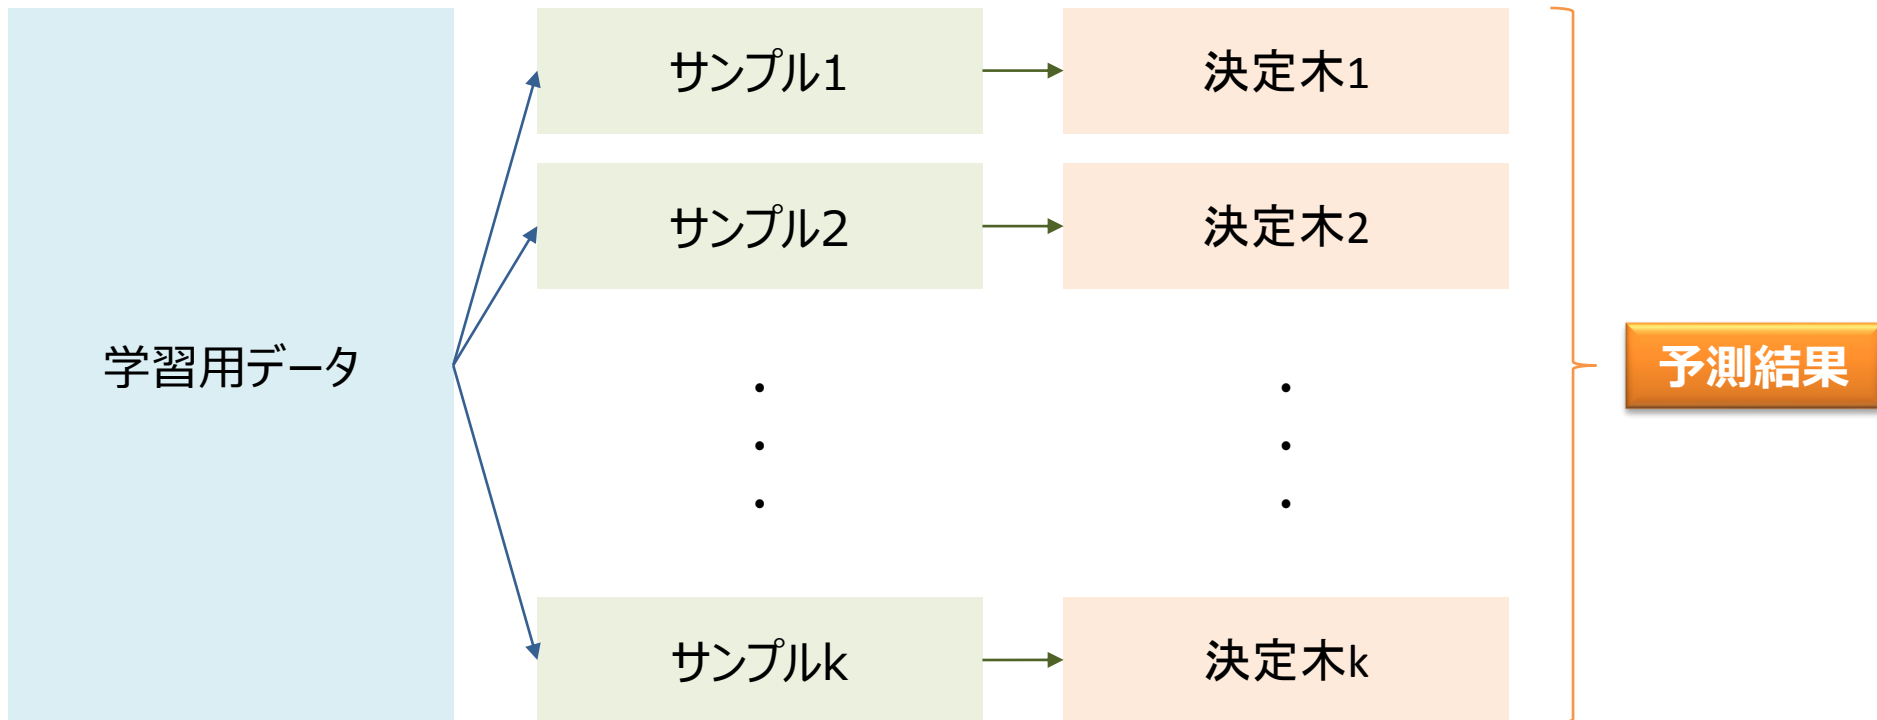 学習用データ
サンプル1
決定木1
サンプル2
決定木2
・
・
・
・
・
・
サンプルk
決定木k
予測結果